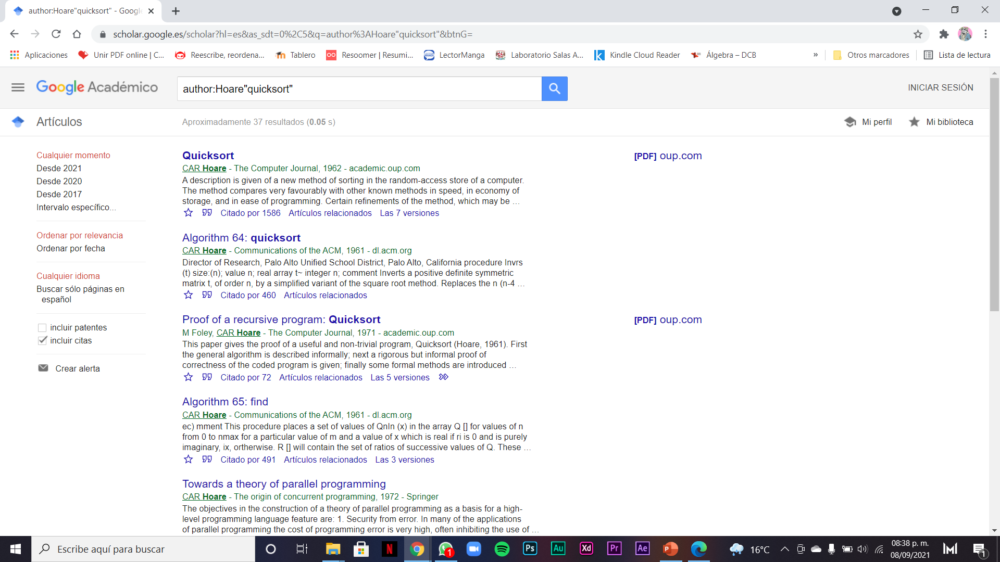 author:Hoare"quicksort" - Google
scholar.google.es/scholar?hl=es&as_sdt=0%2C5&q=author%3AHoare"quicksort"&btnG=
Aplicaciones
Unir PDF online | C...
Reescribe, reordena...
Tablero
Resoomer | Resumi...
LectorManga
Laboratorio Salas A...
Kindle Cloud Reader
Álgebra – DCB
»
Otros marcadores
Lista de lectura
Google Académico
author:Hoare"quicksort"
INICIAR SESIÓN
Artículos
Aproximadamente 37 resultados (0.05 s)
Mi perfil
Mi biblioteca
Cualquier momento
Desde 2021
Desde 2020
Desde 2017
Intervalo específico...
Ordenar por relevancia
Ordenar por fecha
Cualquier idioma
Buscar sólo páginas en
español
incluir patentes
incluir citas
Crear alerta
Quicksort
CAR Hoare - The Computer Journal, 1962 - academic.oup.com
A description is given of a new method of sorting in the random-access store of a computer.
The method compares very favourably with other known methods in speed, in economy of
storage, and in ease of programming. Certain refinements of the method, which may be ...
Citado por 1586 Artículos relacionados Las 7 versiones
[PDF] oup.com
Algorithm 64: quicksort
CAR Hoare - Communications of the ACM, 1961 - dl.acm.org
Director of Research, Palo Alto Unified School District, Palo Alto, California procedure Invrs
(t) size:(n); value n; real array t~ integer n; comment Inverts a positive definite symmetric
matrix t, of order n, by a simplified variant of the square root method. Replaces the n (n-4 ...
Citado por 460 Artículos relacionados
Proof of a recursive program: Quicksort
M Foley, CAR Hoare - The Computer Journal, 1971 - academic.oup.com
This paper gives the proof of a useful and non-trivial program, Quicksort (Hoare, 1961). First
the general algorithm is described informally; next a rigorous but informal proof of
correctness of the coded program is given; finally some formal methods are introduced ...
Citado por 72 Artículos relacionados Las 5 versiones
[PDF] oup.com
Algorithm 65: find
CAR Hoare - Communications of the ACM, 1961 - dl.acm.org
ec) mment This procedure places a set of values of QnIn (x) in the array Q [] for values of n
from 0 to nmax for a particular value of m and a value of x which is real if ri is 0 and is purely
imaginary, ix, ortherwise. R [] will contain the set of ratios of successive values of Q. These ...
Citado por 491 Artículos relacionados Las 3 versiones
Towards a theory of parallel programming
CAR Hoare - The origin of concurrent programming, 1972 - Springer
The objectives in the construction of a theory of parallel programming as a basis for a high-
level programming language feature are: 1. Security from error. In many of the applications
of parallel programming the cost of programming error is very high, often inhibiting the use of ...
Escribe aquí para buscar
N
1
Ps
Au
Xd
Pr
Ae
P
16°C
08:38 p. m.
08/09/2021
1